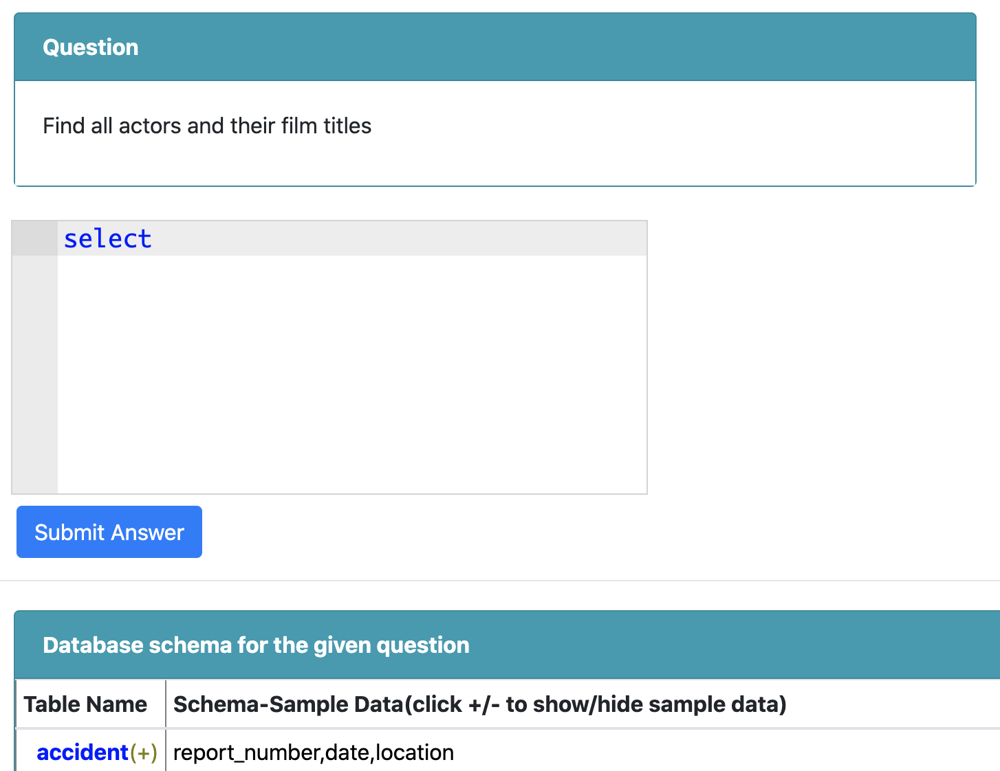 Question
Find all actors and their film titles
select
Submit Answer
Database schema for the given question
Table Name Schema-Sample Data(click +/- to show/hide sample data)
accident(+) report_number,date,location